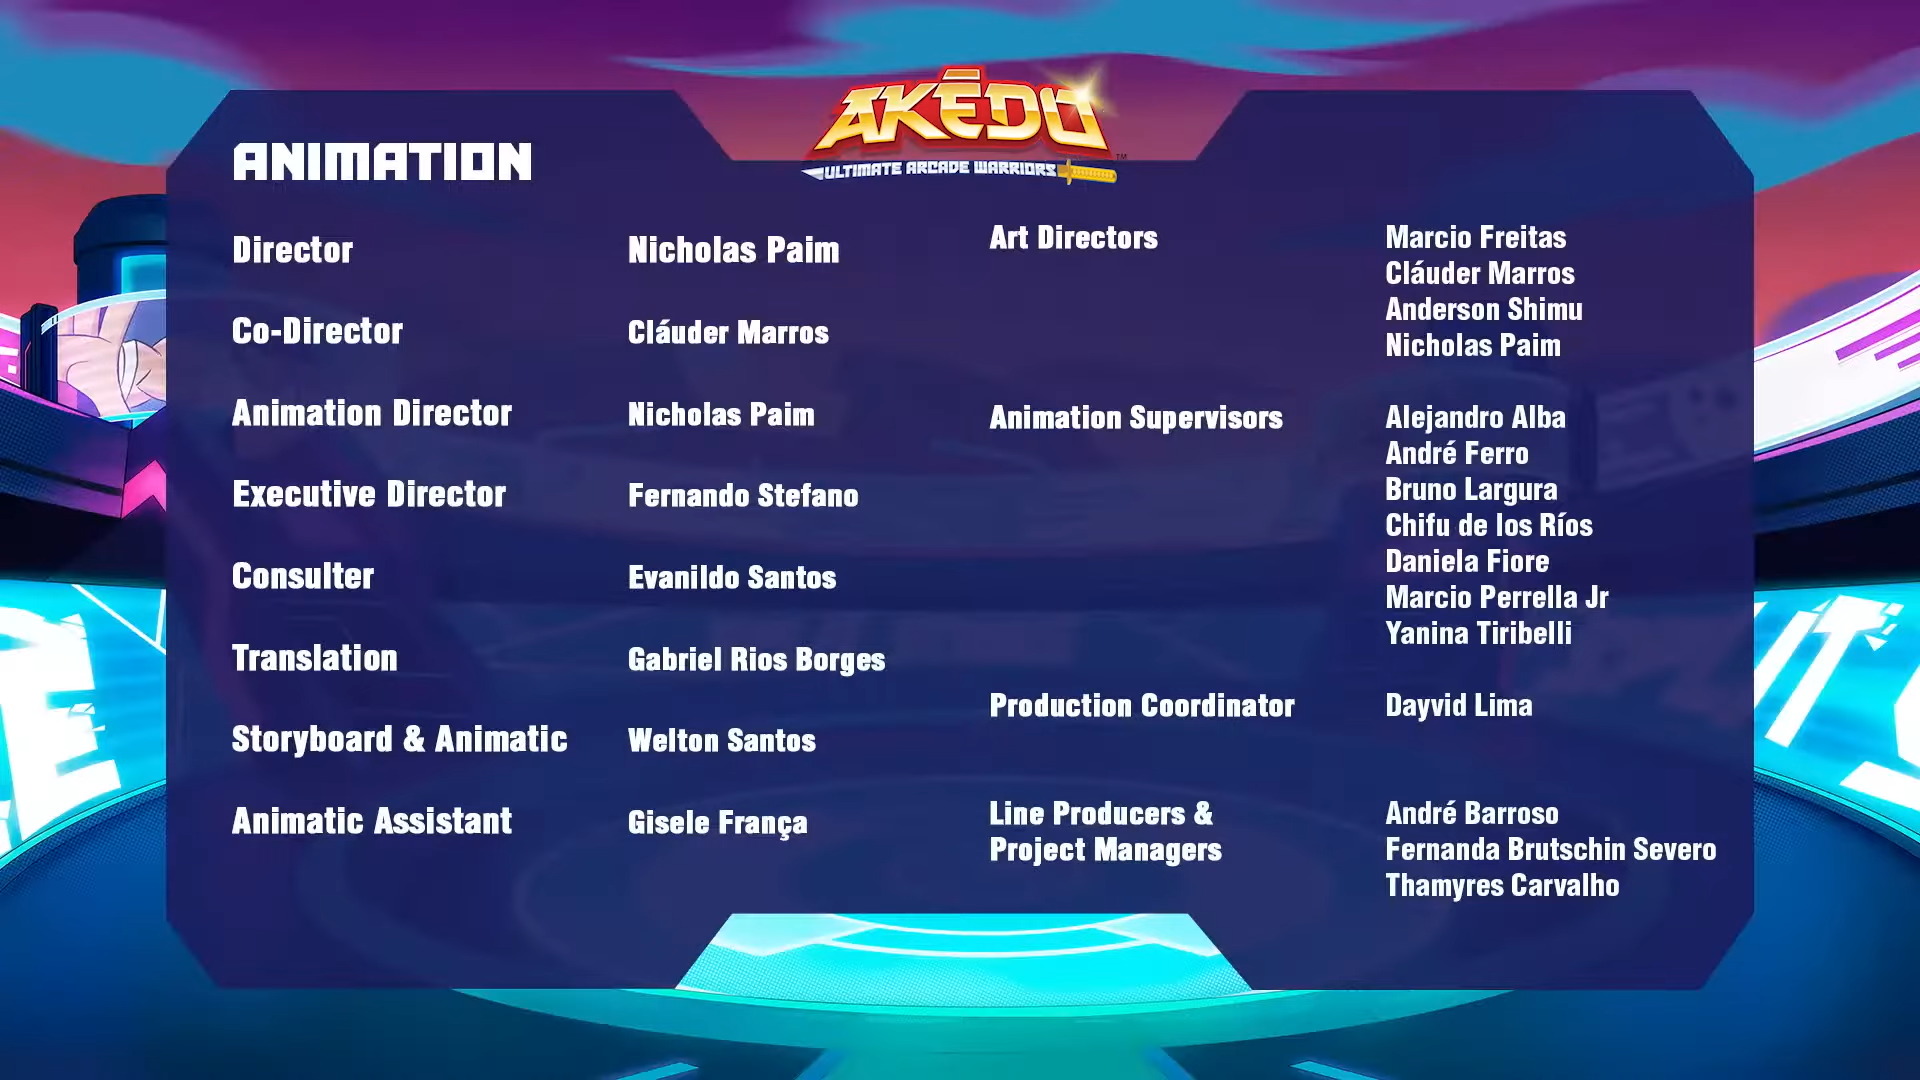 AKEDO
ULTIMATE ARCADE WARRIORS
TM
ANIMATION
Director Nicholas Paim
Co-Director Cláuder Marros
Animation Director Nicholas Paim
Executive Director Fernando Stefano
Consulter Evanildo Santos
Translation Gabriel Rios Borges
Storyboard & Animatic Welton Santos
Animatic Assistant Gisele França
Art Directors Marcio Freitas
Cláuder Marros
Anderson Shimu
Nicholas Paim
Animation Supervisors Alejandro Alba
André Ferro
Bruno Largura
Chifu de los Ríos
Daniela Fiore
Marcio Perrella Jr
Yanina Tiribelli
Production Coordinator Dayvid Lima
Line Producers & André Barroso
Project Managers Fernanda Brutschin Severo
Thamyres Carvalho